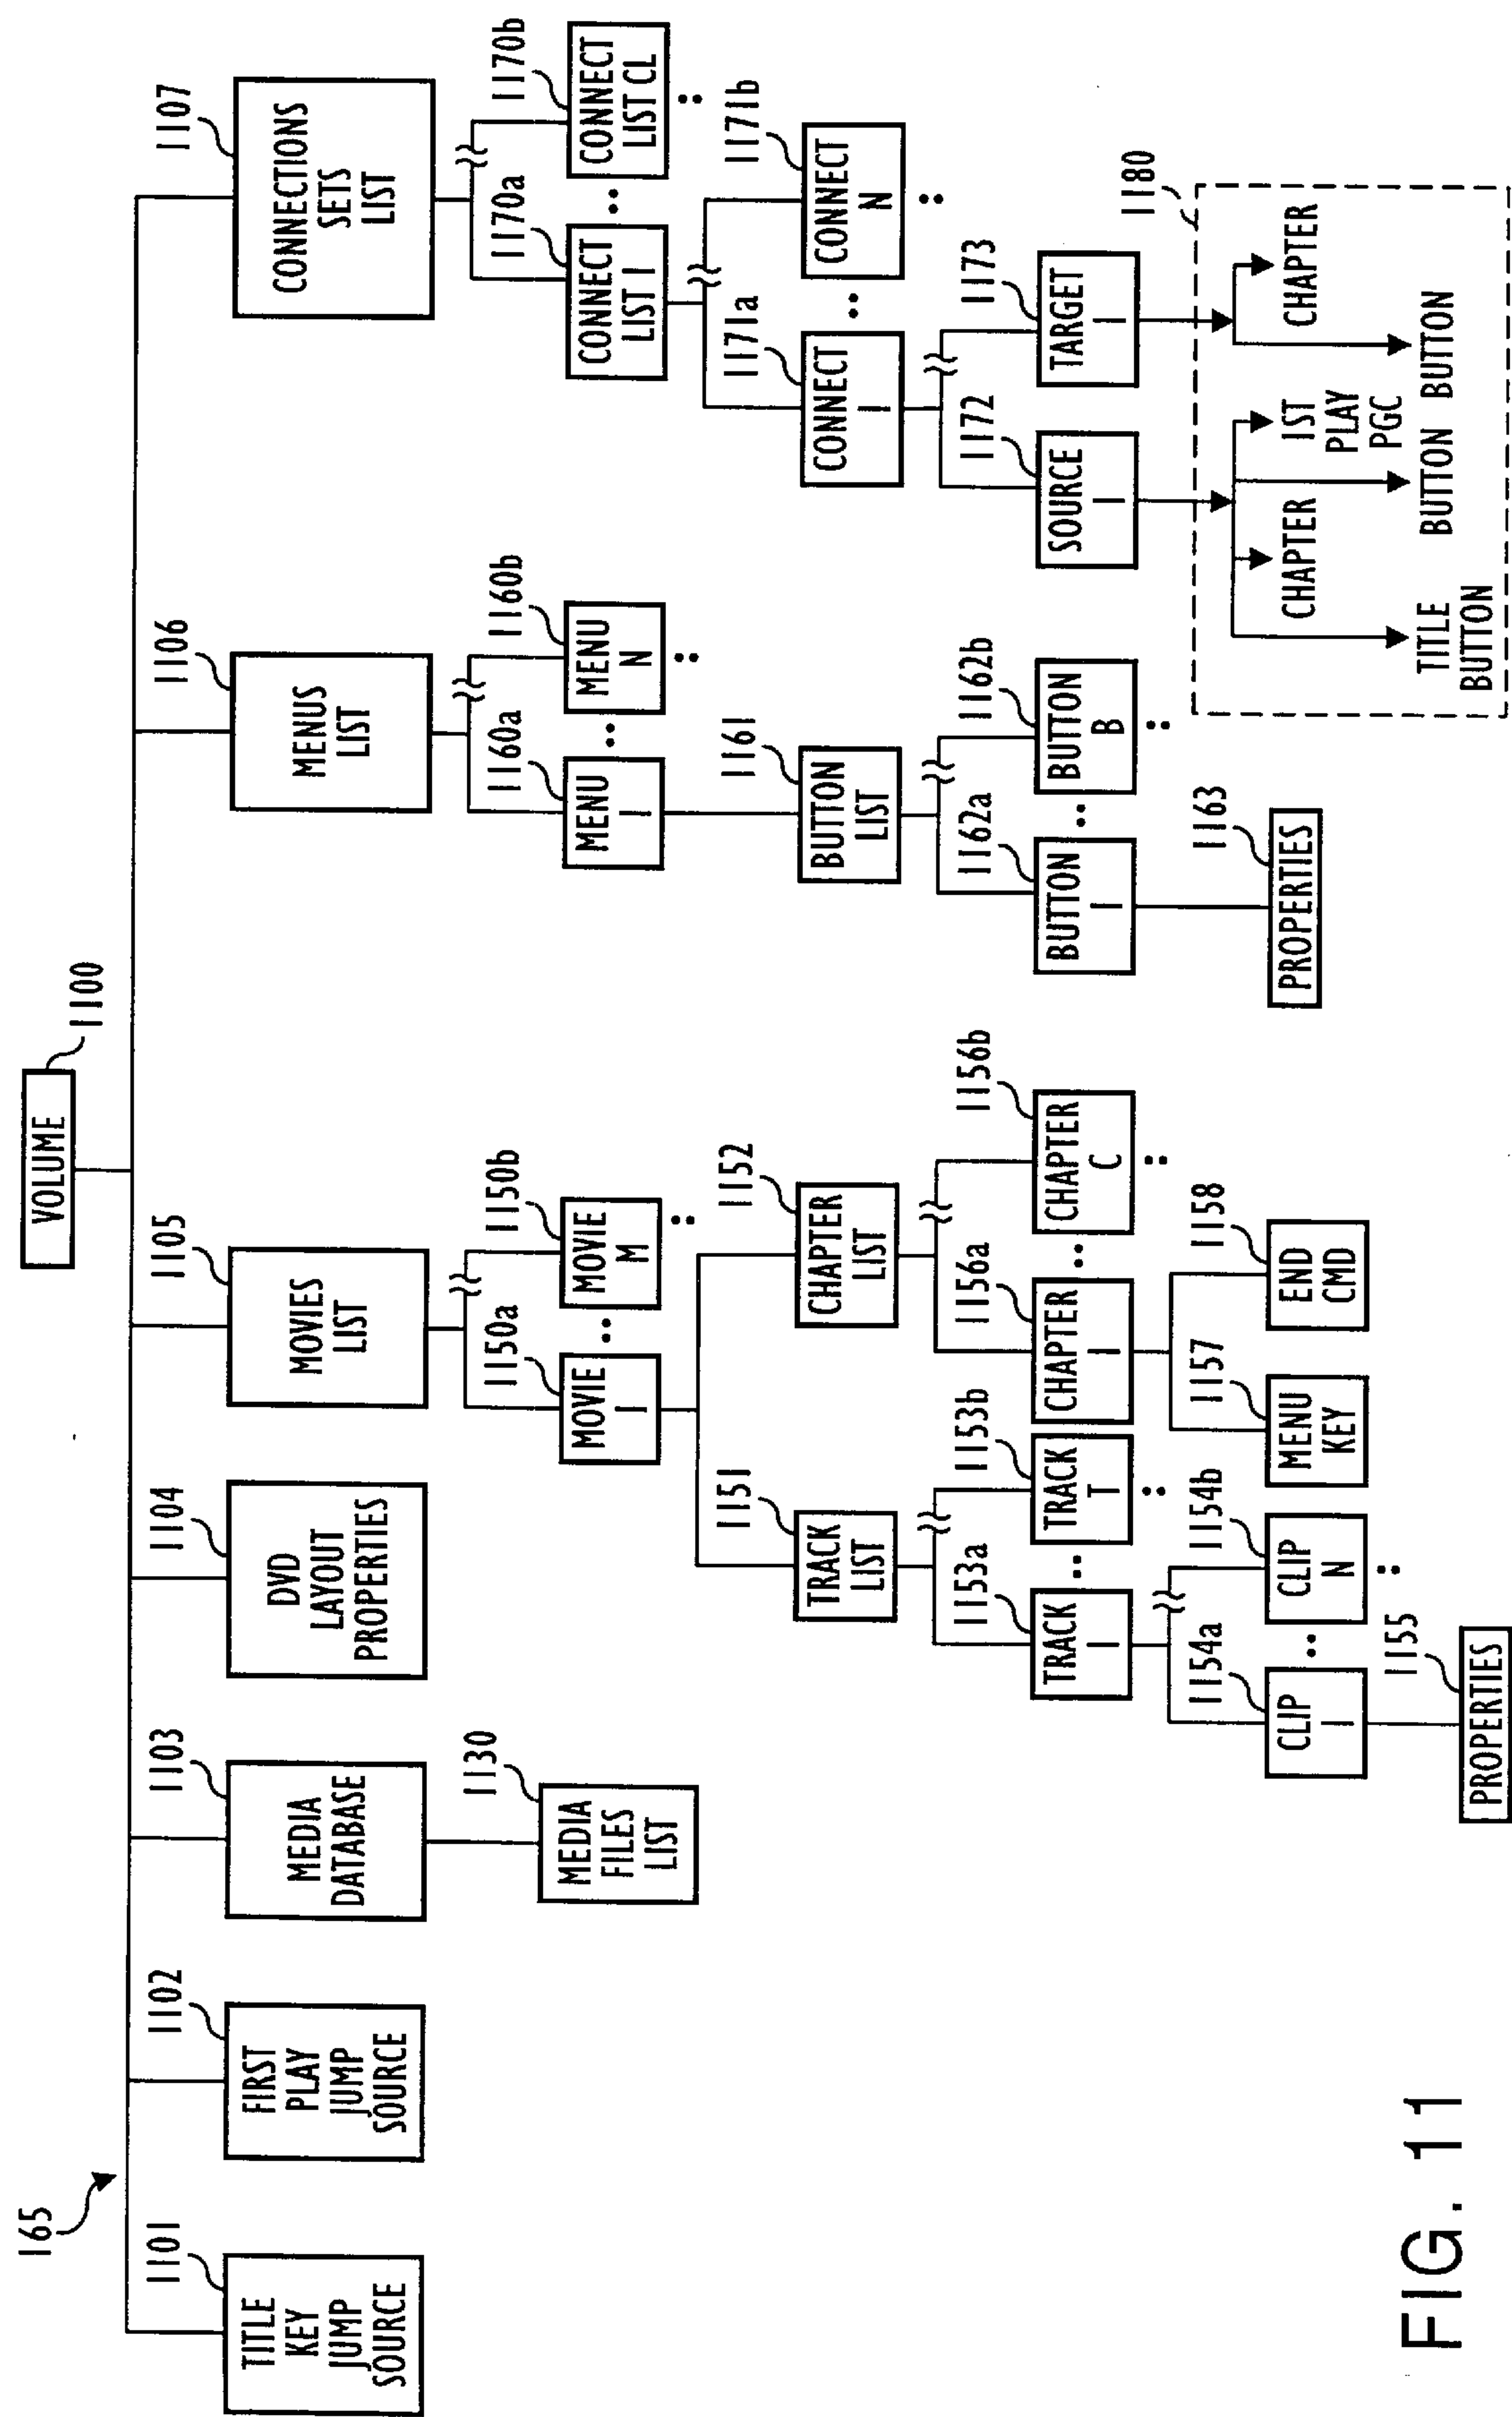 165
VOLUME
1100
1101
TITLE
KEY
JUMP
SOURCE
1102
FIRST
PLAY
JUMP
SOURCE
1103
MEDIA
DATABASE
1104
DVD
LAYOUT
PROPERTIES
1105
MOVIES
LIST
1106
MENUS
LIST
1107
CONNECTIONS
SETS
LIST
1130
MEDIA
FILES
LIST
1150a
MOVIE
1
1150b
MOVIE
M
1160a
MENU
1
1160b
MENU
N
1170a
CONNECT
LIST 1
1170b
CONNECT
LIST CL
1151
TRACK
LIST
1152
CHAPTER
LIST
1161
BUTTON
LIST
1171a
CONNECT
1
1171b
CONNECT
N
1153a
TRACK
1
1153b
TRACK
T
1156a
CHAPTER
1
1156b
CHAPTER
C
1162a
BUTTON
1
1162b
BUTTON
B
1172
SOURCE
1
1173
TARGET
1
1154a
CLIP
1
1154b
CLIP
N
1157
MENU
KEY
1158
END
CMD
1163
PROPERTIES
1180
CHAPTER
1ST
PLAY
PGC
CHAPTER
TITLE
BUTTON
BUTTON
BUTTON
1155
PROPERTIES
FIG. 11